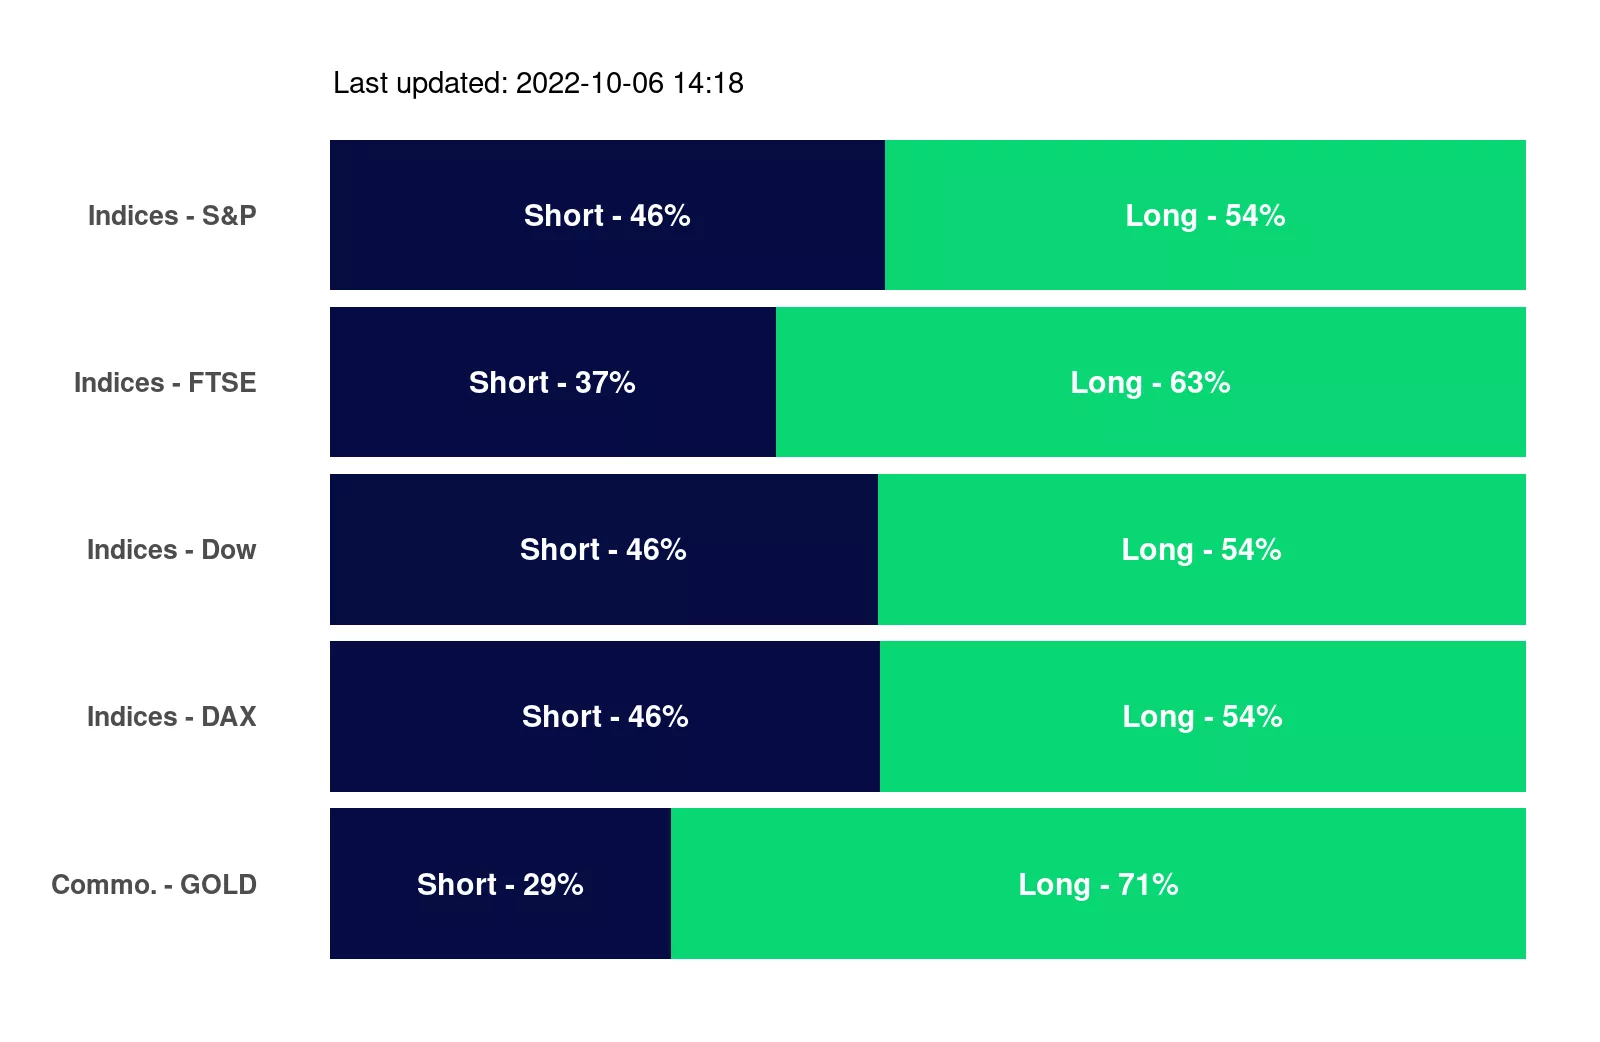 Last updated: 2022-10-06 14:18
Indices - S&P Short - 46% Long - 54%
Indices - FTSE Short - 37% Long - 63%
Indices - Dow Short - 46% Long - 54%
Indices - DAX Short - 46% Long - 54%
Commo. - GOLD Short - 29% Long - 71%